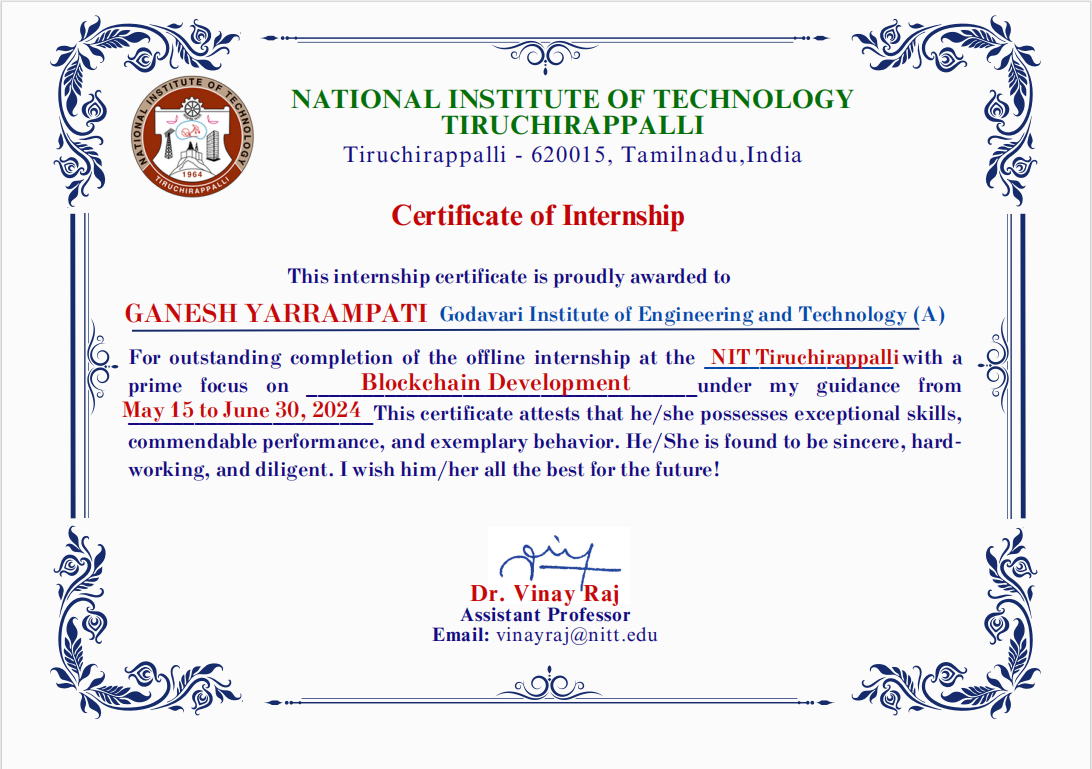 NATIONAL INSTITUTE OF TECHNOLOGY
TIRUCHIRAPPALLI
1964
NATIONAL INSTITUTE OF TECHNOLOGY
TIRUCHIRAPPALLI
Tiruchirappalli - 620015, Tamilnadu,India
Certificate of Internship
This internship certificate is proudly awarded to
GANESH YARRAMPATI Godavari Institute of Engineering and Technology (A)
For outstanding completion of the offline internship at the NIT Tiruchirappalli with a
prime focus on Blockchain Development under my guidance from
May 15 to June 30, 2024 This certificate attests that he/she possesses exceptional skills,
commendable performance, and exemplary behavior. He/She is found to be sincere, hard-
working, and diligent. I wish him/her all the best for the future!
Dr. Vinay Raj
Assistant Professor
Email: vinayraj@nitt.edu